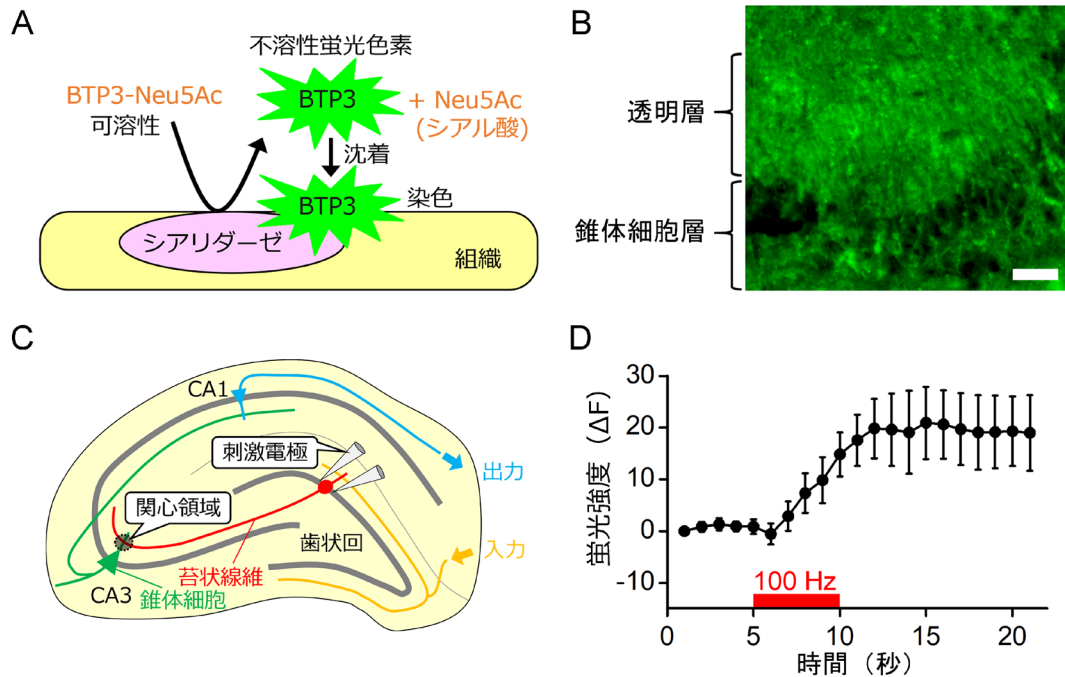 A
不溶性蛍光色素
BTP3-Neu5Ac
可溶性
BTP3
+ Neu5Ac
(シアル酸)
沈着
BTP3
染色
シアリダーゼ
組織
B
透明層
錐体細胞層
C
CA1
刺激電極
出力
関心領域
歯状回
入力
苔状線維
CA3
錐体細胞
D
蛍光強度 (ΔF)
30
20
10
0
-10
100 Hz
0
5
10
15
20
時間 (秒)